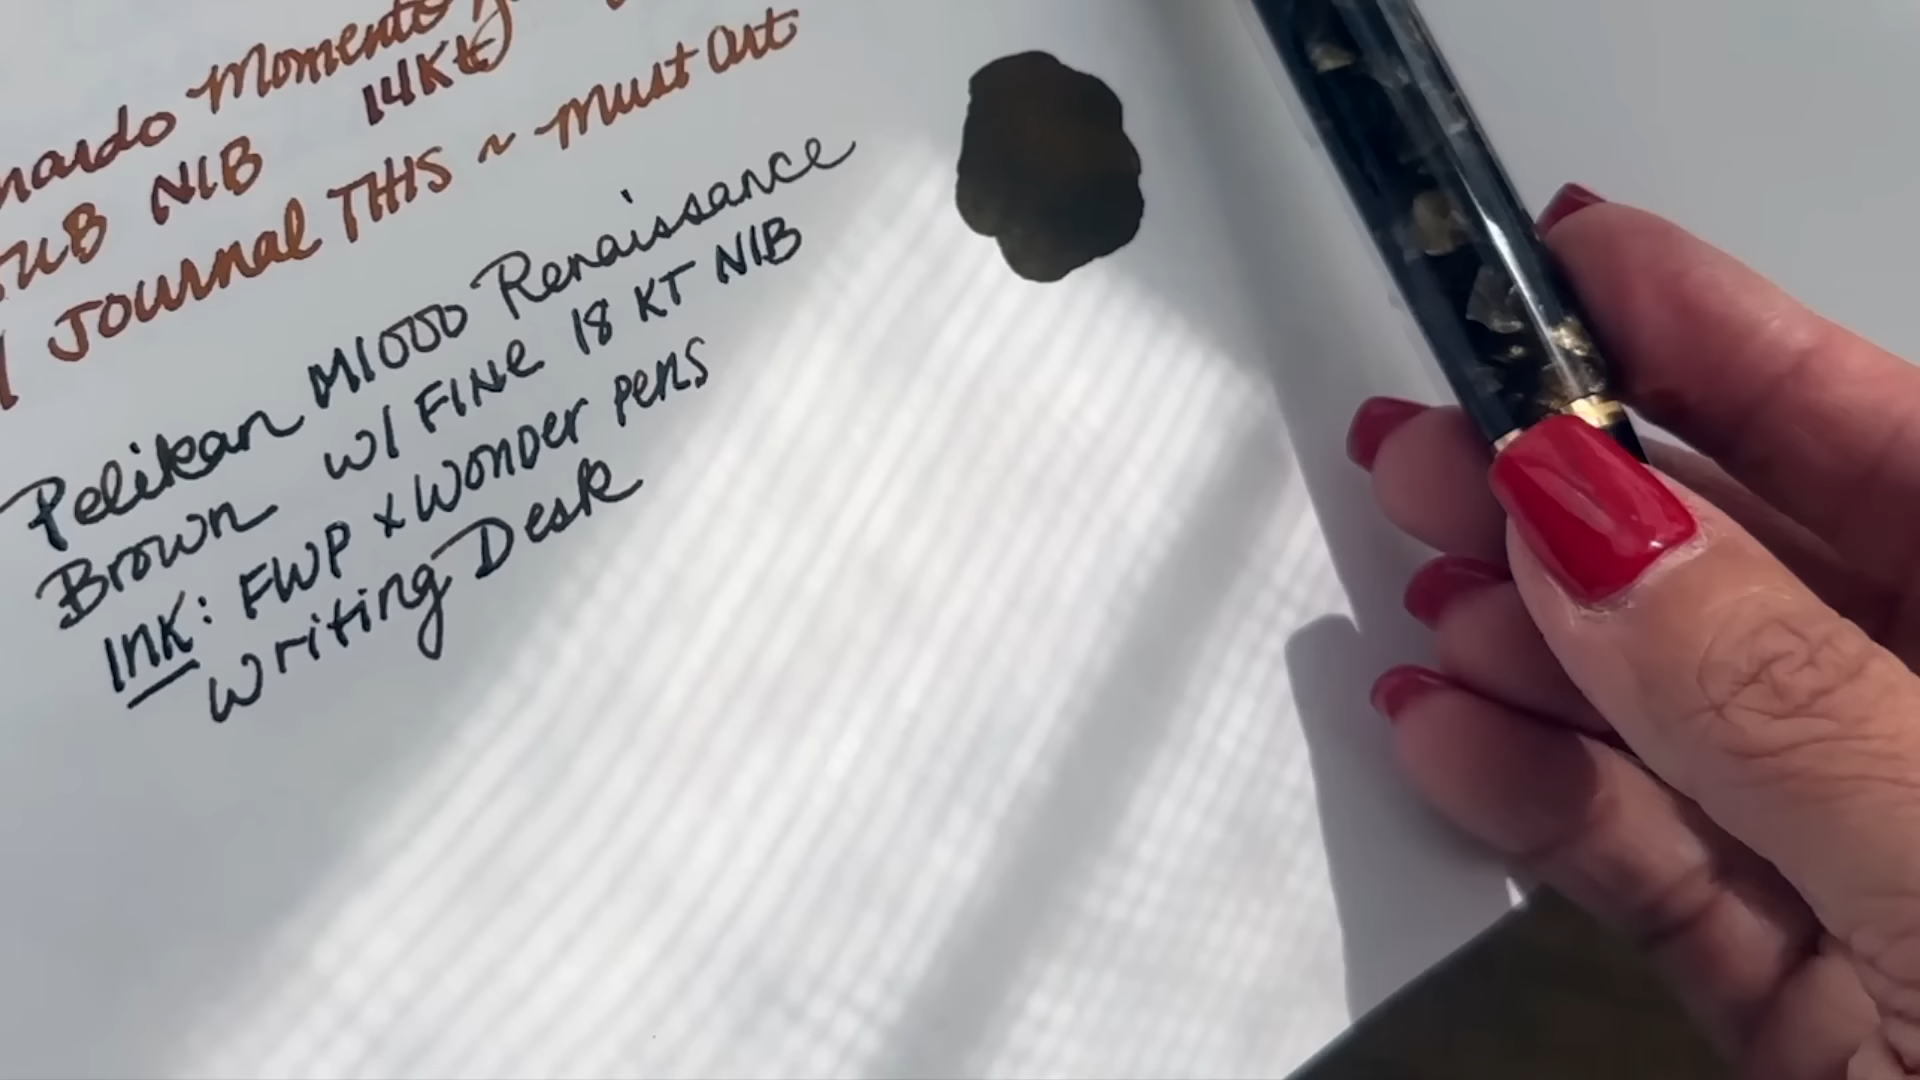 Momento
14Kt
NIB
Journal THIS ~ Must Art
Pelikan M1000 Renaissance
Brown w/ FINE 18 KT NIB
INK: FWP x Wonder Pens
Writing Desk